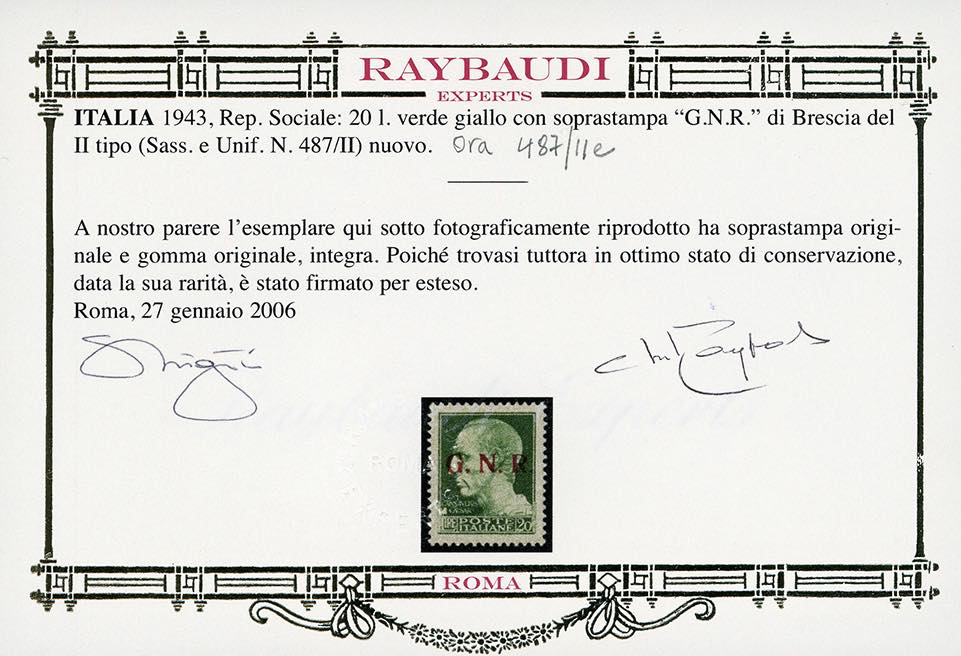 RAYBAUDI
EXPERTS
ITALIA 1943, Rep. Sociale: 20 l. verde giallo con soprastampa “G.N.R.” di Brescia del
II tipo (Sass. e Unif. N. 487/II) nuovo. Ora 487/IIe
A nostro parere l’esemplare qui sotto fotograficamente riprodotto ha soprastampa origi-
nale e gomma originale, integra. Poiché trovasi tuttora in ottimo stato di conservazione,
data la sua rarità, è stato firmato per esteso.
Roma, 27 gennaio 2006
G. N. R
CAESAR
LIRE POSTE 20
ITALIANE
ROMA